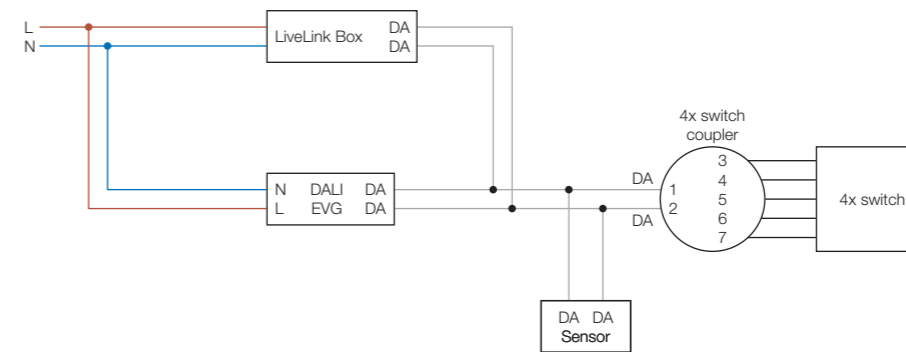 L
N
LiveLink Box
DA
DA
N DALI DA
L EVG DA
4x switch
coupler
DA
DA
1
2
3
4
5
6
7
4x switch
DA DA
Sensor